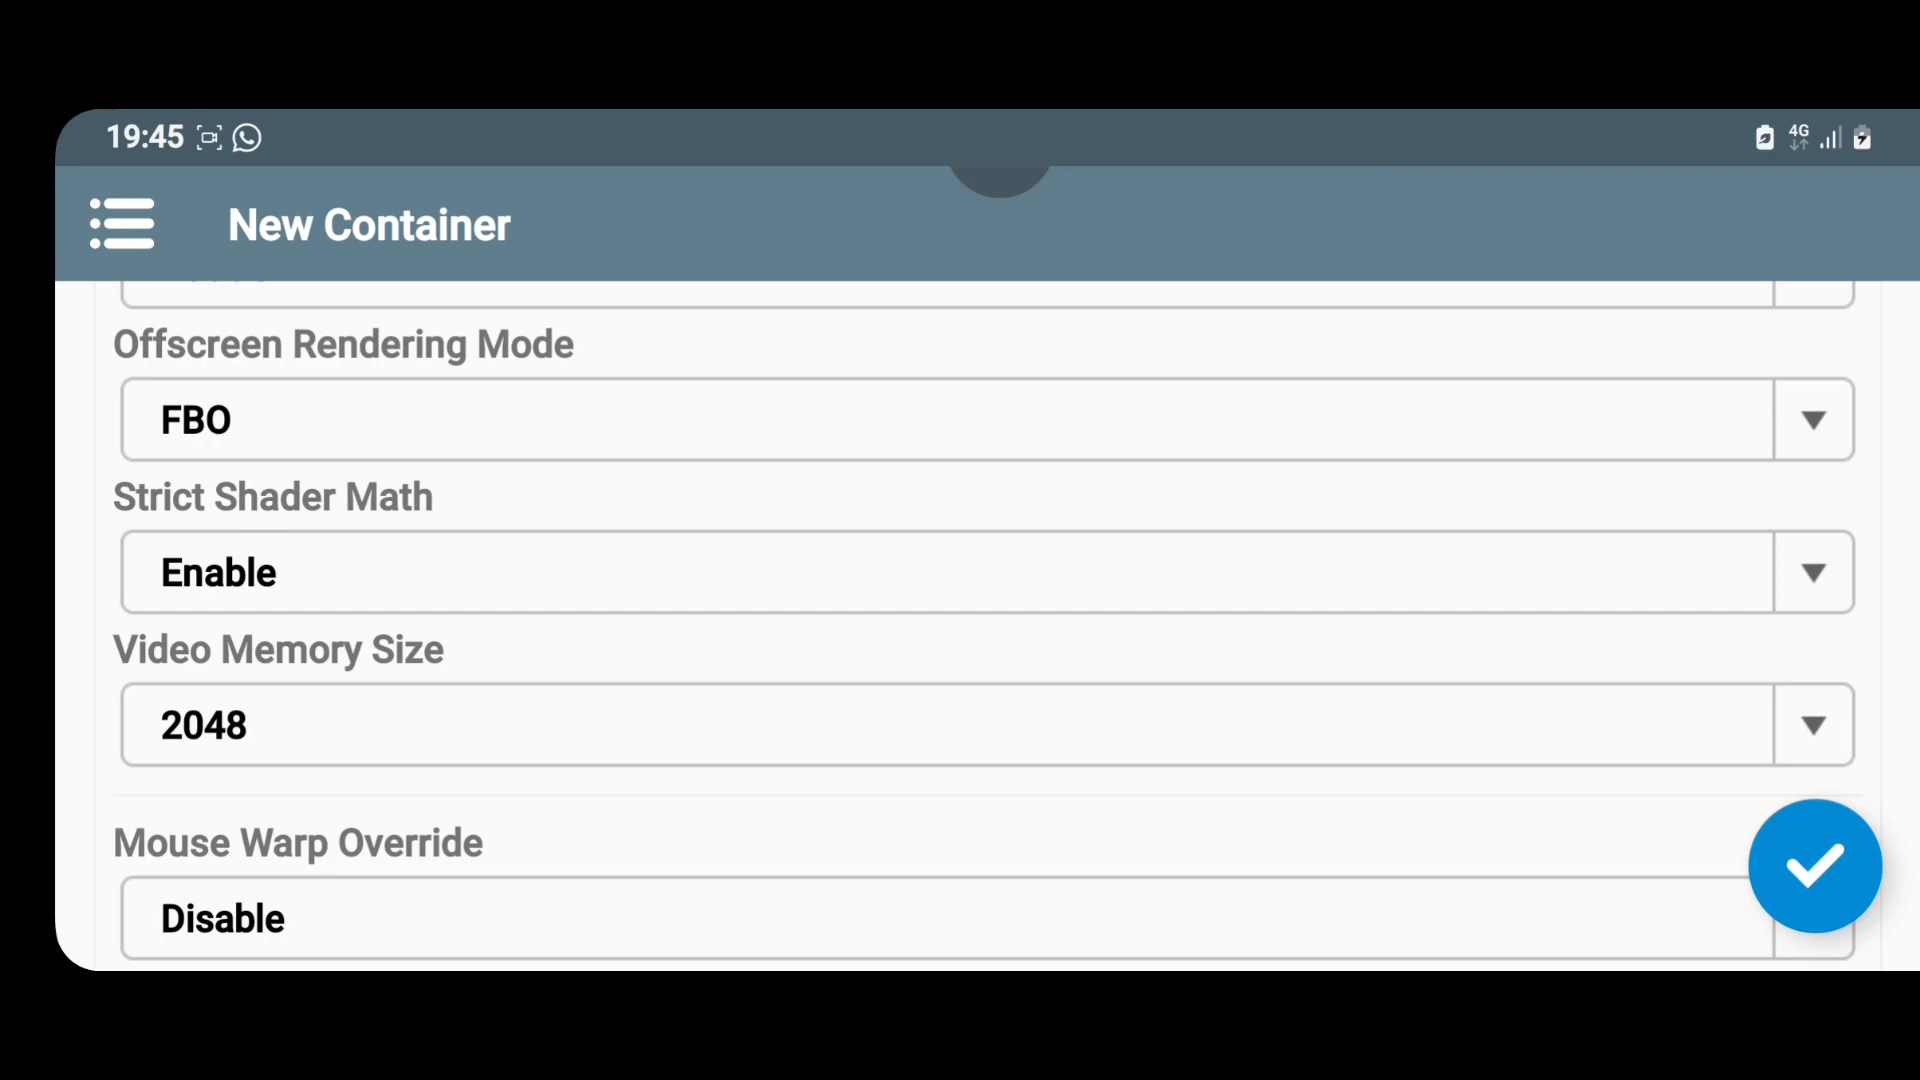 19:45
4G
New Container
Offscreen Rendering Mode
FBO
Strict Shader Math
Enable
Video Memory Size
2048
Mouse Warp Override
Disable